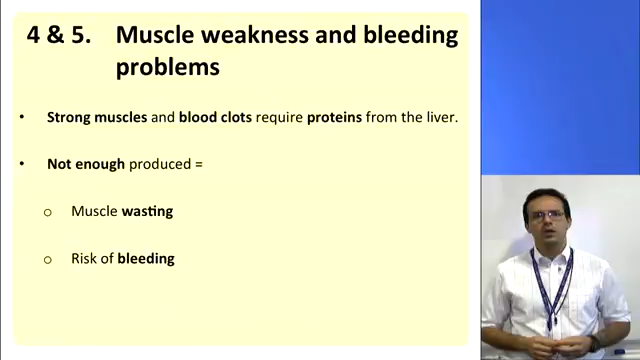 4 & 5. Muscle weakness and bleeding
problems
• Strong muscles and blood clots require proteins from the liver.
• Not enough produced =
o Muscle wasting
o Risk of bleeding